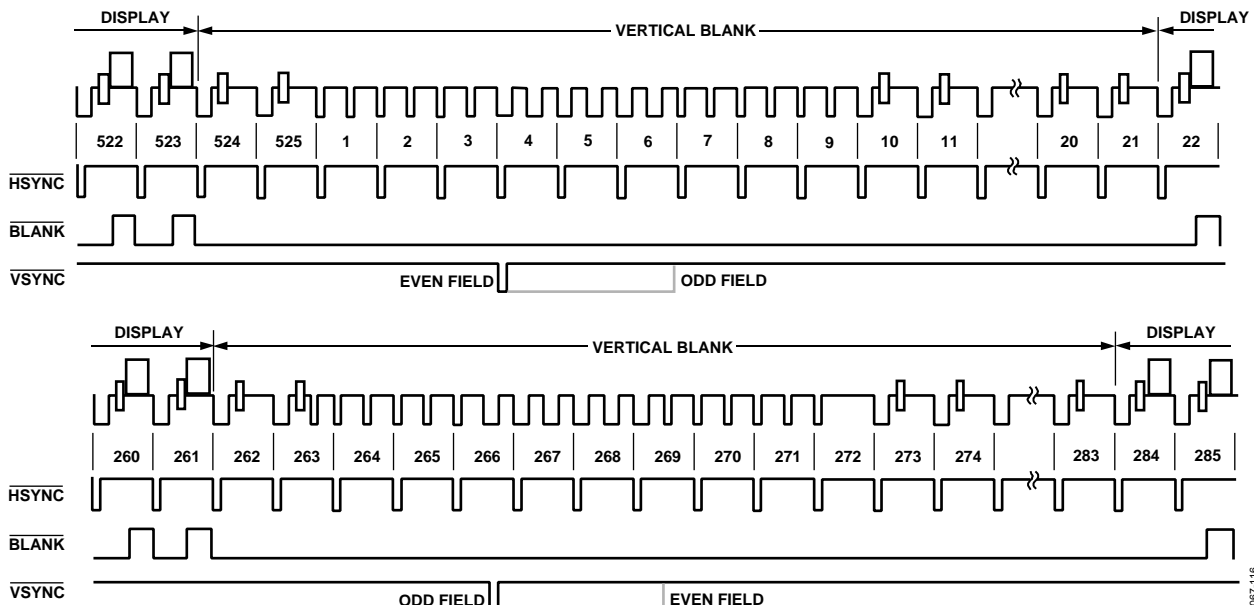 DISPLAY VERTICAL BLANK DISPLAY
522 523 524 525 1 2 3 4 5 6 7 8 9 10 11 20 21 22
HSYNC
BLANK
VSYNC
EVEN FIELD ODD FIELD
DISPLAY VERTICAL BLANK DISPLAY
260 261 262 263 264 265 266 267 268 269 270 271 272 273 274 283 284 285
HSYNC
BLANK
VSYNC
ODD FIELD EVEN FIELD